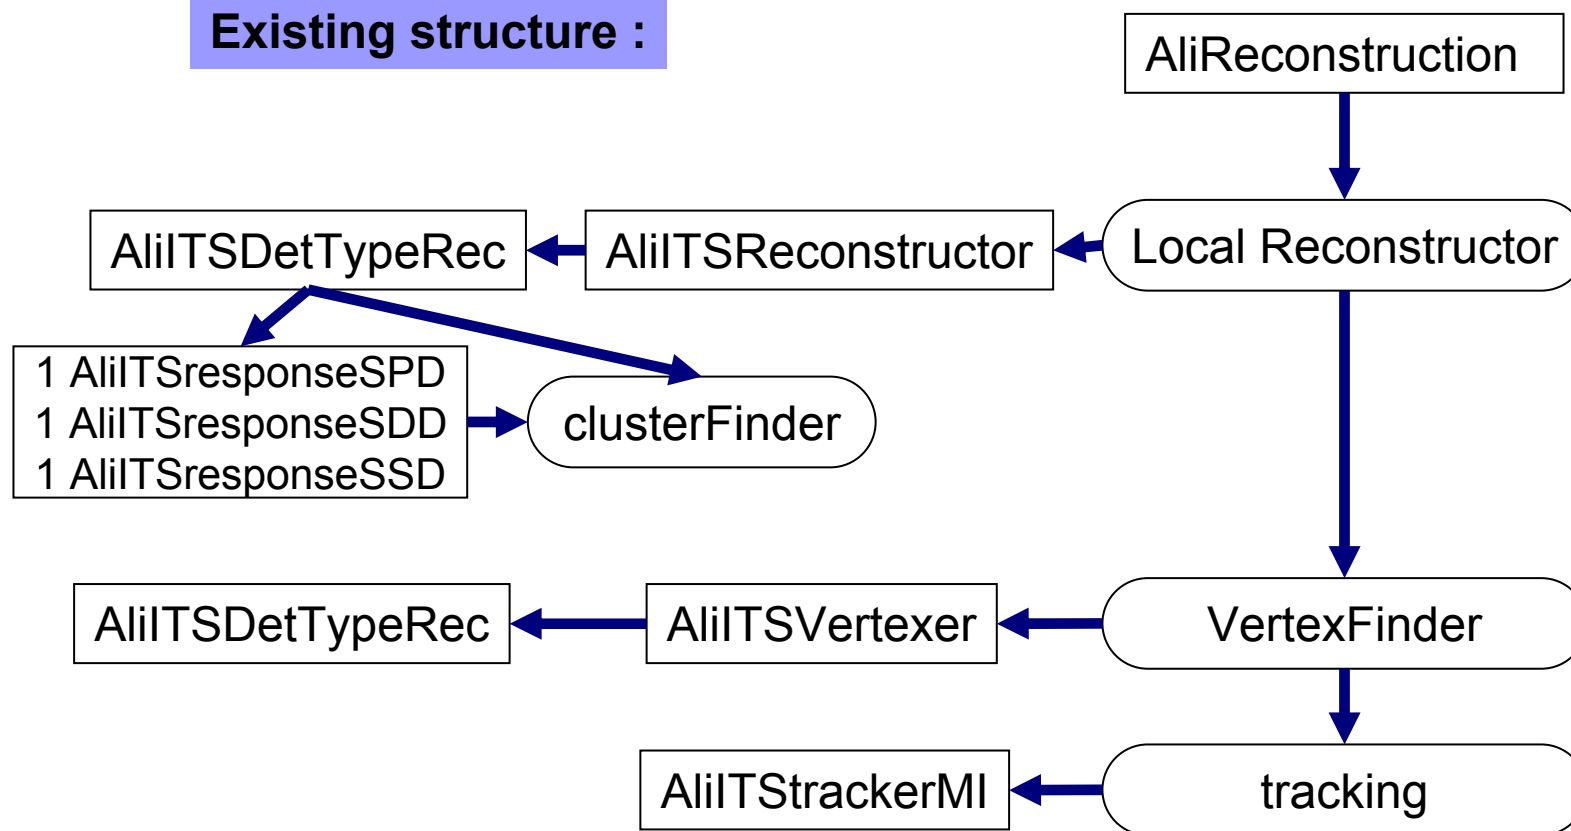 Existing structure :
AliReconstruction
AliITSDetTypeRec
AliITSReconstructor
Local Reconstructor
1 AliITSresponseSPD
1 AliITSresponseSDD
1 AliITSresponseSSD
clusterFinder
AliITSDetTypeRec
AliITSVertexer
VertexFinder
AliITStrackerMI
tracking